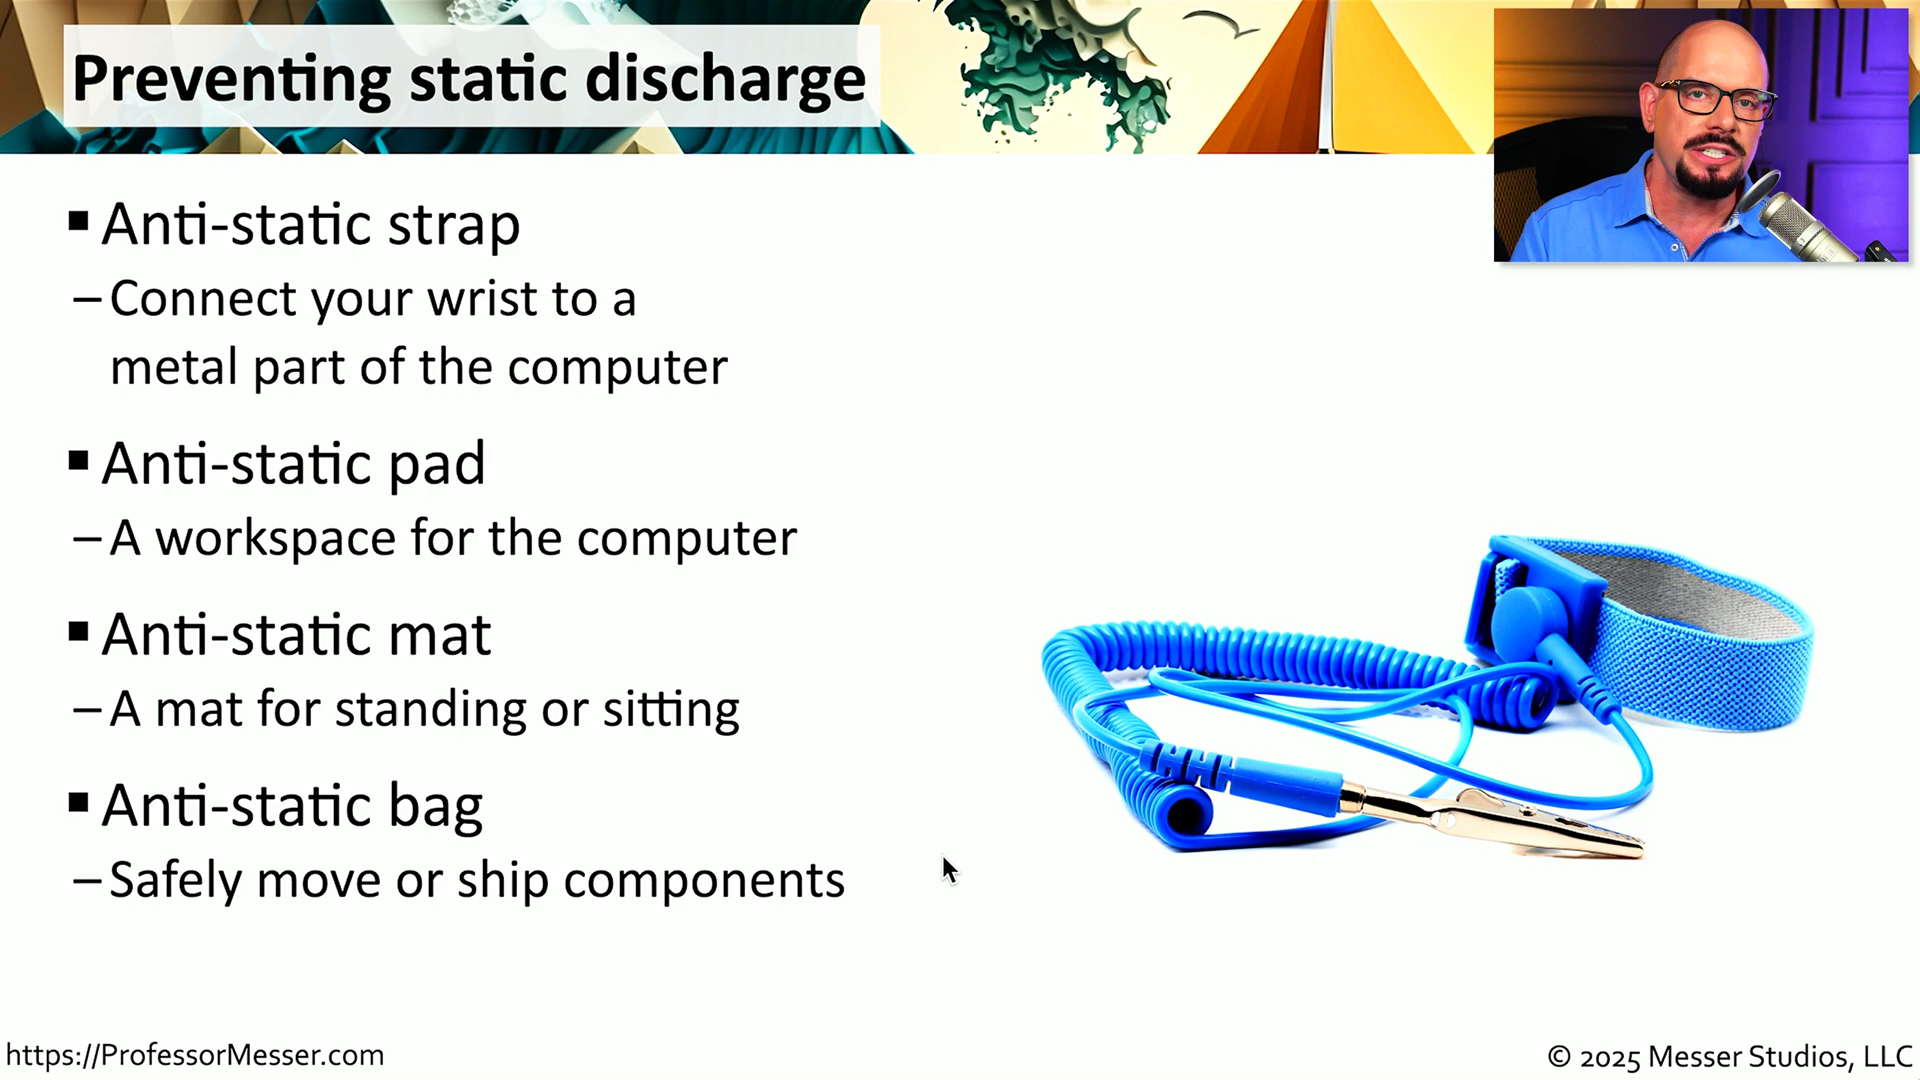 Preventing static discharge
▪ Anti-static strap
– Connect your wrist to a
metal part of the computer
▪ Anti-static pad
– A workspace for the computer
▪ Anti-static mat
– A mat for standing or sitting
▪ Anti-static bag
– Safely move or ship components
https://ProfessorMesser.com
© 2025 Messer Studios, LLC